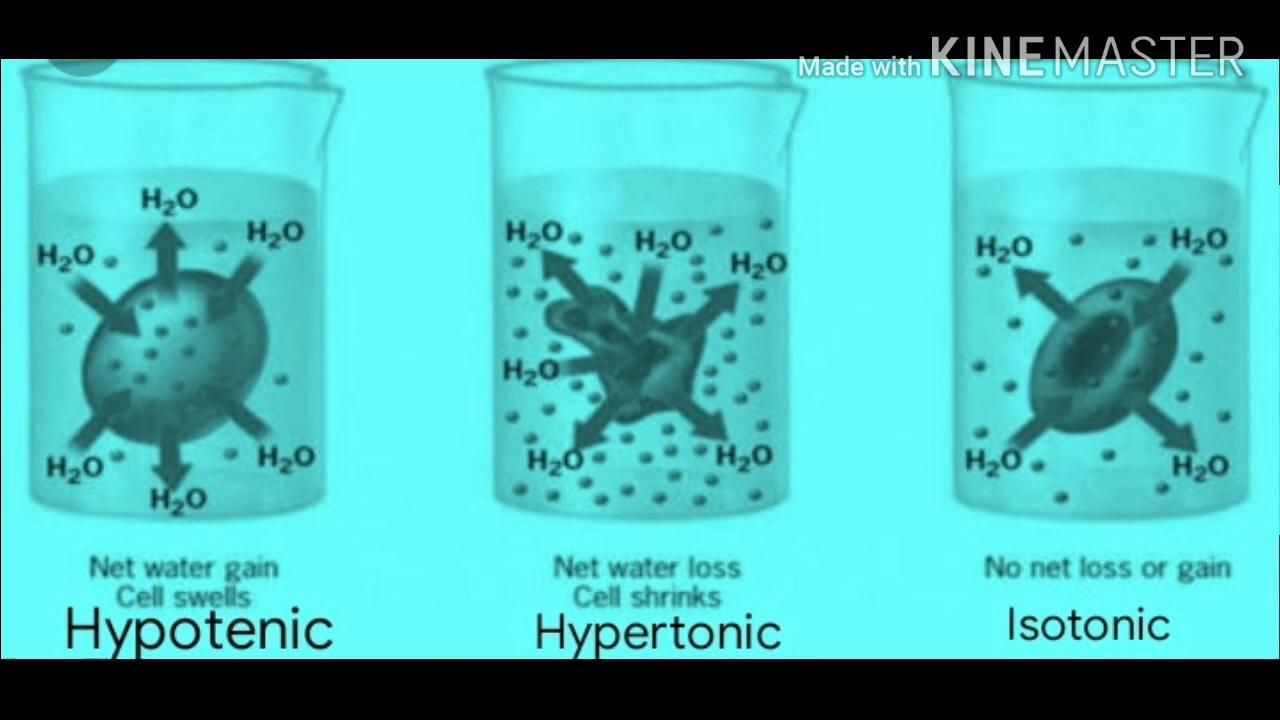 Made with KINEMASTER
H₂O
H₂O
H₂O
H₂O
H₂O
H₂O
Net water gain
Cell swells
Hypotenic
H₂O
H₂O
H₂O
H₂O
H₂O
H₂O
Net water loss
Cell shrinks
Hypertonic
H₂O
H₂O
H₂O
H₂O
No net loss or gain
Isotonic